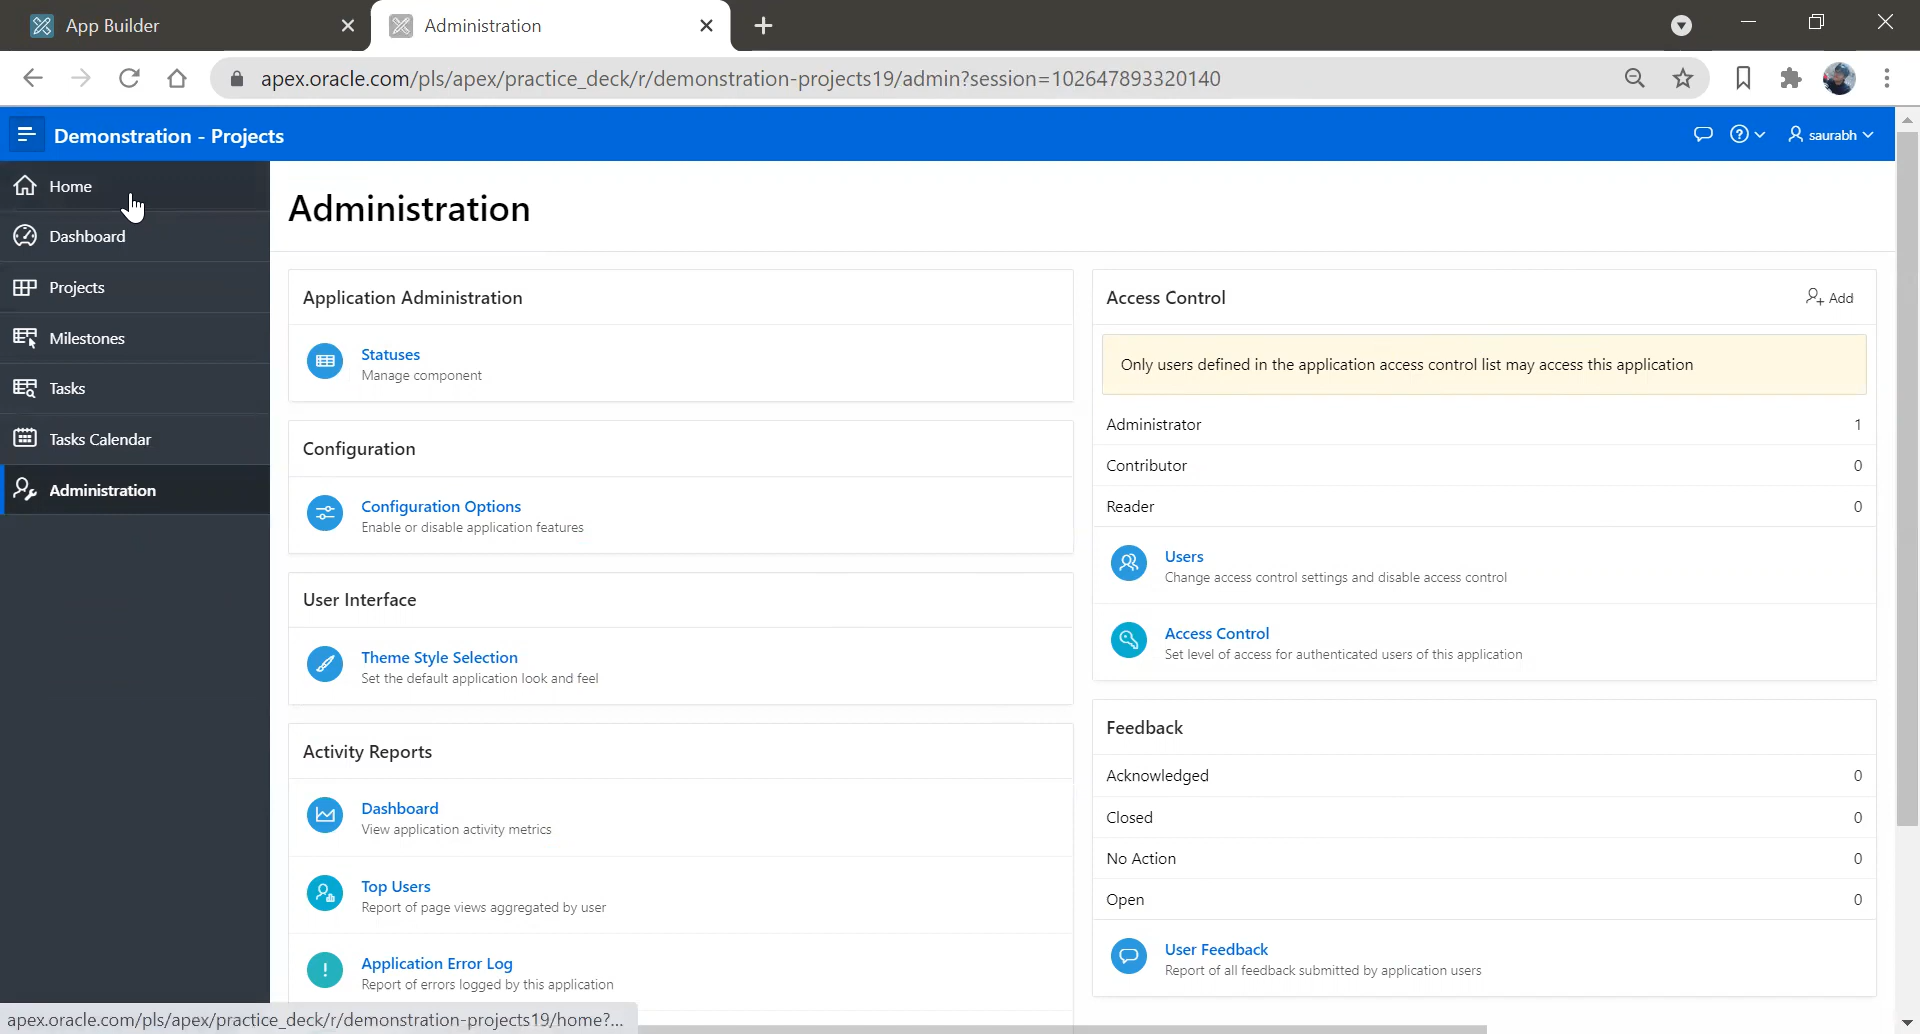 App Builder
Administration
apex.oracle.com/pls/apex/practice_deck/r/demonstration-projects19/admin?session=102647893320140
Demonstration - Projects
saurabh
Home
Dashboard
Projects
Milestones
Tasks
Tasks Calendar
Administration
Administration
Application Administration
Statuses
Manage component
Configuration
Configuration Options
Enable or disable application features
User Interface
Theme Style Selection
Set the default application look and feel
Activity Reports
Dashboard
View application activity metrics
Top Users
Report of page views aggregated by user
Application Error Log
Report of errors logged by this application
Access Control
Add
Only users defined in the application access control list may access this application
Administrator 1
Contributor 0
Reader 0
Users
Change access control settings and disable access control
Access Control
Set level of access for authenticated users of this application
Feedback
Acknowledged 0
Closed 0
No Action 0
Open 0
User Feedback
Report of all feedback submitted by application users
apex.oracle.com/pls/apex/practice_deck/r/demonstration-projects19/home?...